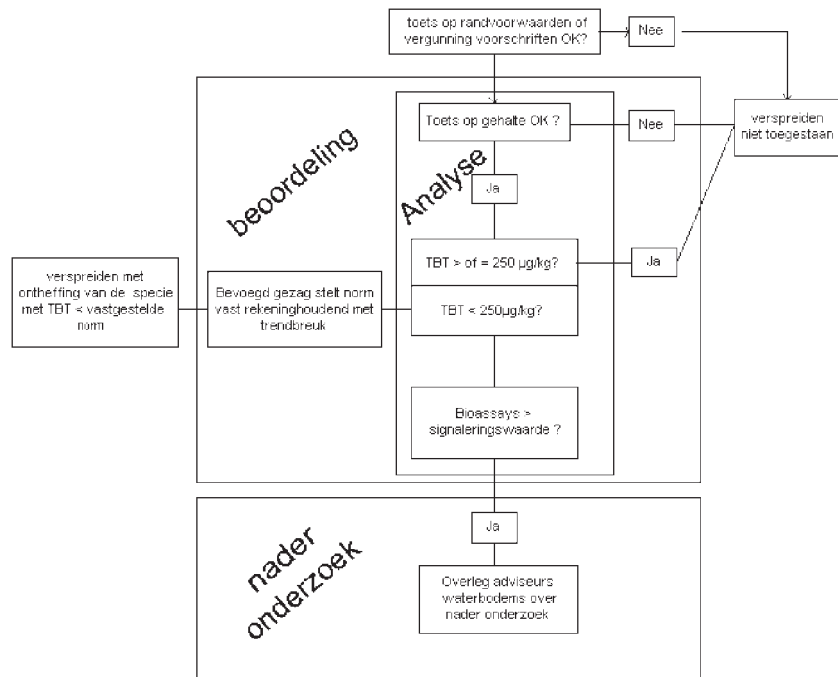 toets op randvoorwaarden of
vergunning voorschriften OK?
Nee
beoordeling
Analyse
Toets op gehalte OK ?
Nee
verspreiden
niet toegestaan
Ja
TBT > of = 250 µg/kg?
Ja
verspreiden met
ontheffing van de specie
met TBT < vastgestelde
norm
Bevoegd gezag stelt norm
vast rekeninghoudend met
trendbreuk
TBT < 250µg/kg?
Bioassays >
signaleringswaarde ?
nader
onderzoek
Ja
Overleg adviseurs
waterbodems over
nader onderzoek